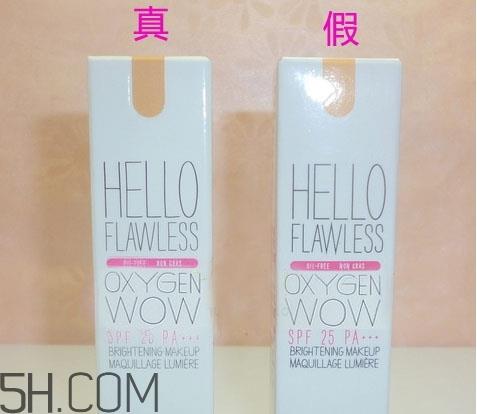 真
假
HELLO
FLAWLESS
OIL-FREE NON GRAS
OXYGEN
WOW
SPF 25 PA+++
BRIGHTENING MAKEUP
MAQUILLAGE LUMIÈRE
HELLO
FLAWLESS
OIL-FREE NON GRAS
OXYGEN
WOW
SPF 25 PA+++
BRIGHTENING MAKEUP
MAQUILLAGE LUMIÈRE
5H.COM